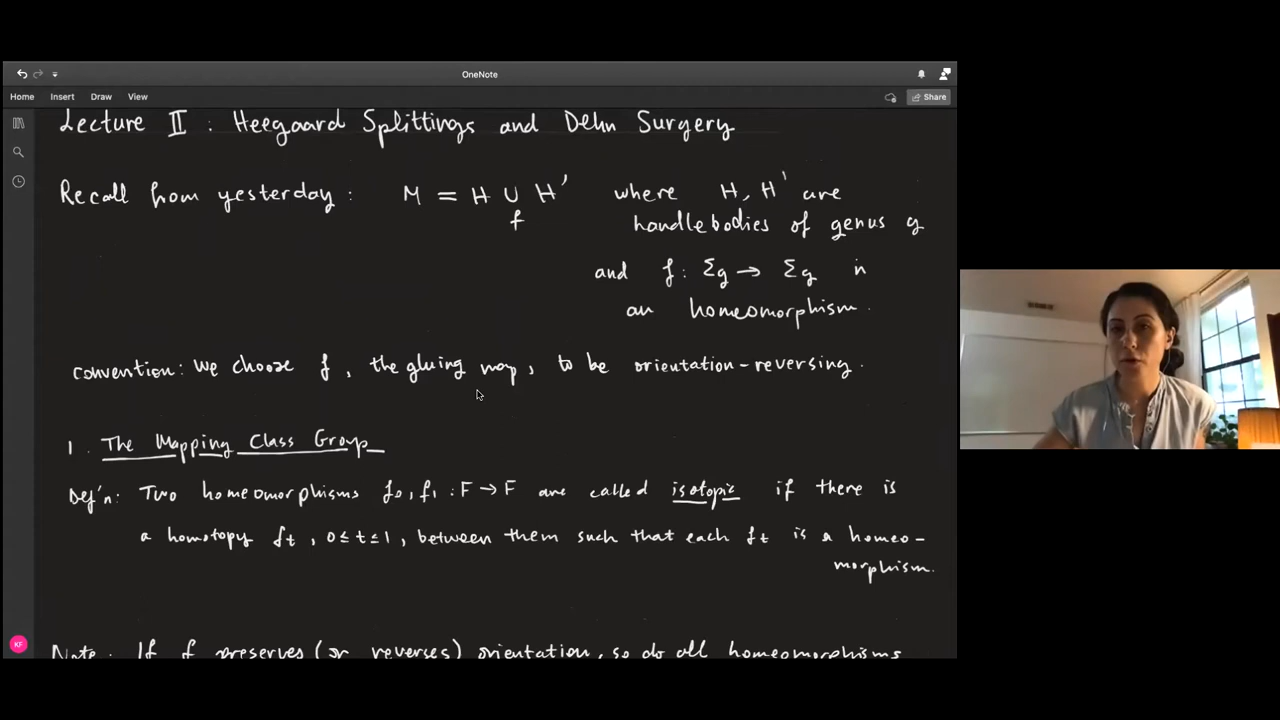 OneNote
Home Insert Draw View
Share
Lecture II : Heegaard Splittings and Dehn Surgery
Recall from yesterday : M = H ∪ H' where H, H' are
f
handlebodies of genus g
and f : Σg → Σg is
an homeomorphism.
convention: we choose f, the gluing map, to be orientation-reversing.
1. The Mapping Class Group
Def'n: Two homeomorphisms f₀, f₁ : F → F are called isotopic if there is
a homotopy ft, 0 ≤ t ≤ 1, between them such that each ft is a homeo-
morphism.
KF
Note: If f preserves (or reverses) orientation, so do all homeomorphisms